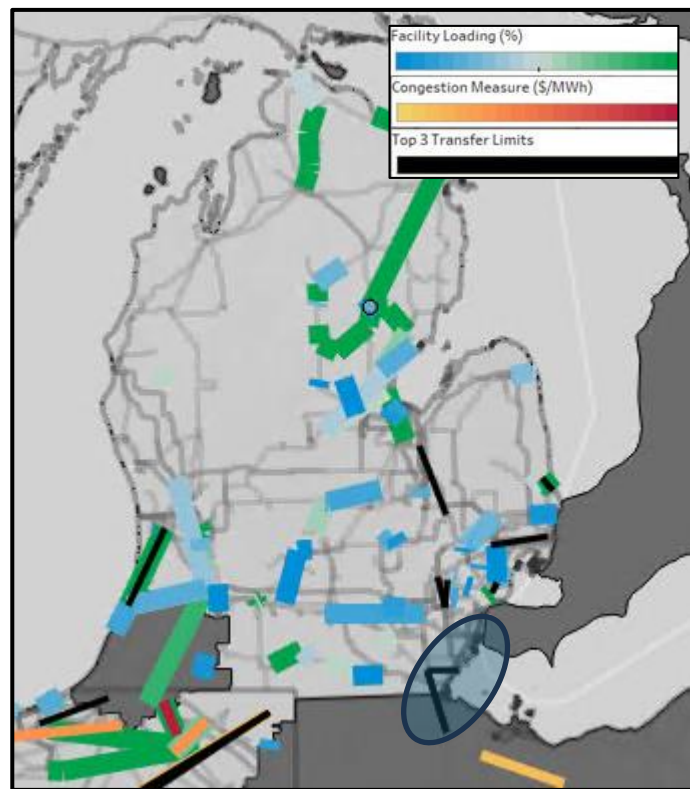 Facility Loading (%)
Congestion Measure ($/MWh)
Top 3 Transfer Limits